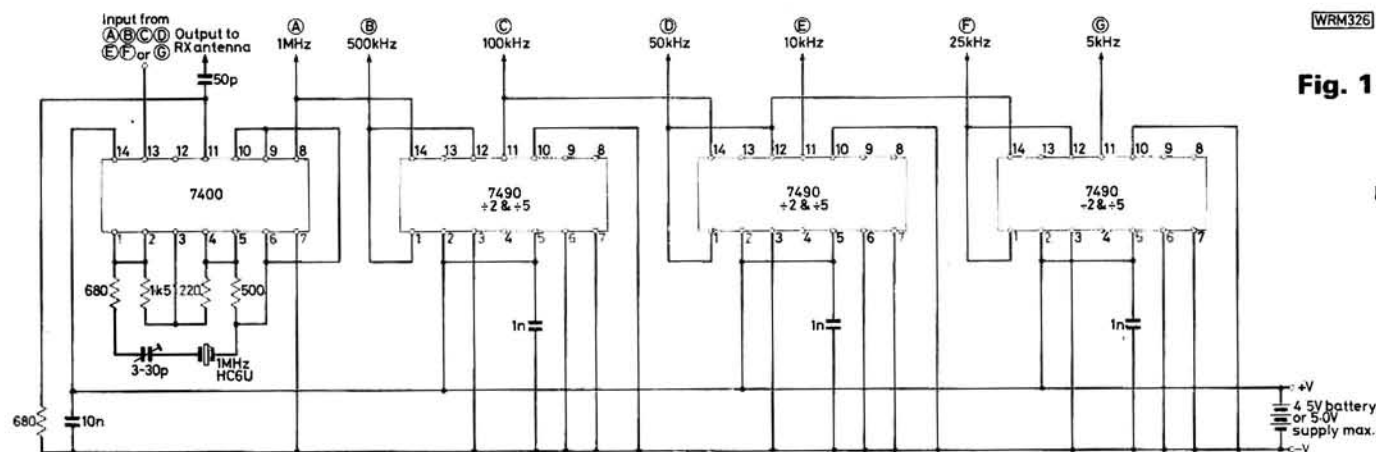 Input from
Ⓐ Ⓑ Ⓒ Ⓓ
Ⓔ Ⓕ or Ⓖ
Output to
RX antenna
50p
Ⓐ
1MHz
Ⓑ
500kHz
Ⓒ
100kHz
Ⓓ
50kHz
Ⓔ
10kHz
Ⓕ
25kHz
Ⓖ
5kHz
WRM326
Fig. 1
14 13 12 11 10 9 8
7400
1 2 3 4 5 6 7
14 13 12 11 10 9 8
7490
÷2 & ÷5
1 2 3 4 5 6 7
14 13 12 11 10 9 8
7490
÷2 & ÷5
1 2 3 4 5 6 7
14 13 12 11 10 9 8
7490
÷2 & ÷5
1 2 3 4 5 6 7
680
1k5
220
500
3-30p
1MHz
HC6U
1n
1n
1n
680
10n
+V
4·5V battery
or 5·0V
supply max.
-V